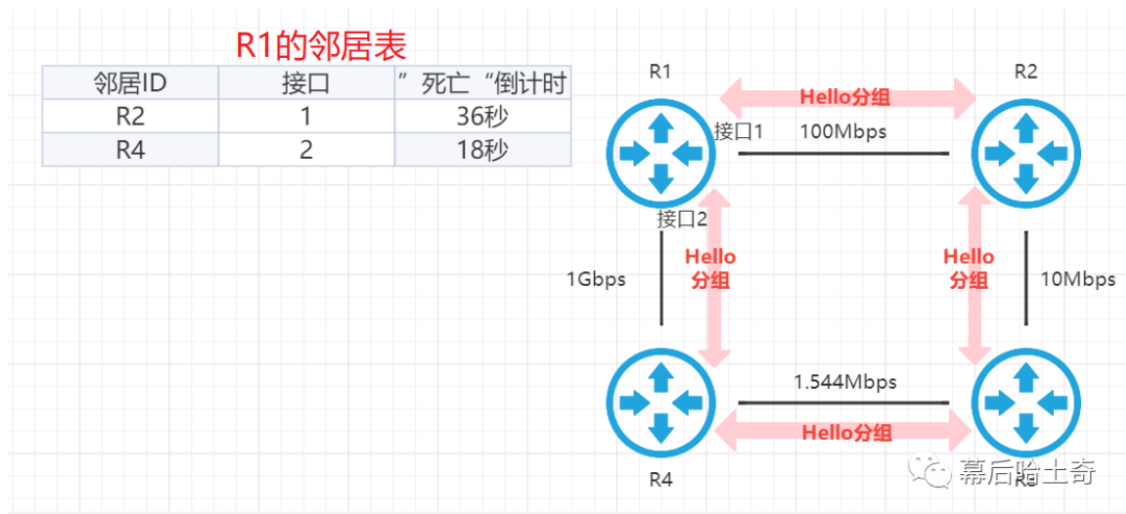 R1的邻居表
邻居ID 接口 ”死亡“倒计时
R2 1 36秒
R4 2 18秒
R1
R2
Hello分组
接口1
100Mbps
接口2
1Gbps
Hello
分组
Hello
分组
10Mbps
1.544Mbps
Hello分组
R4
R3
幕后哈士奇